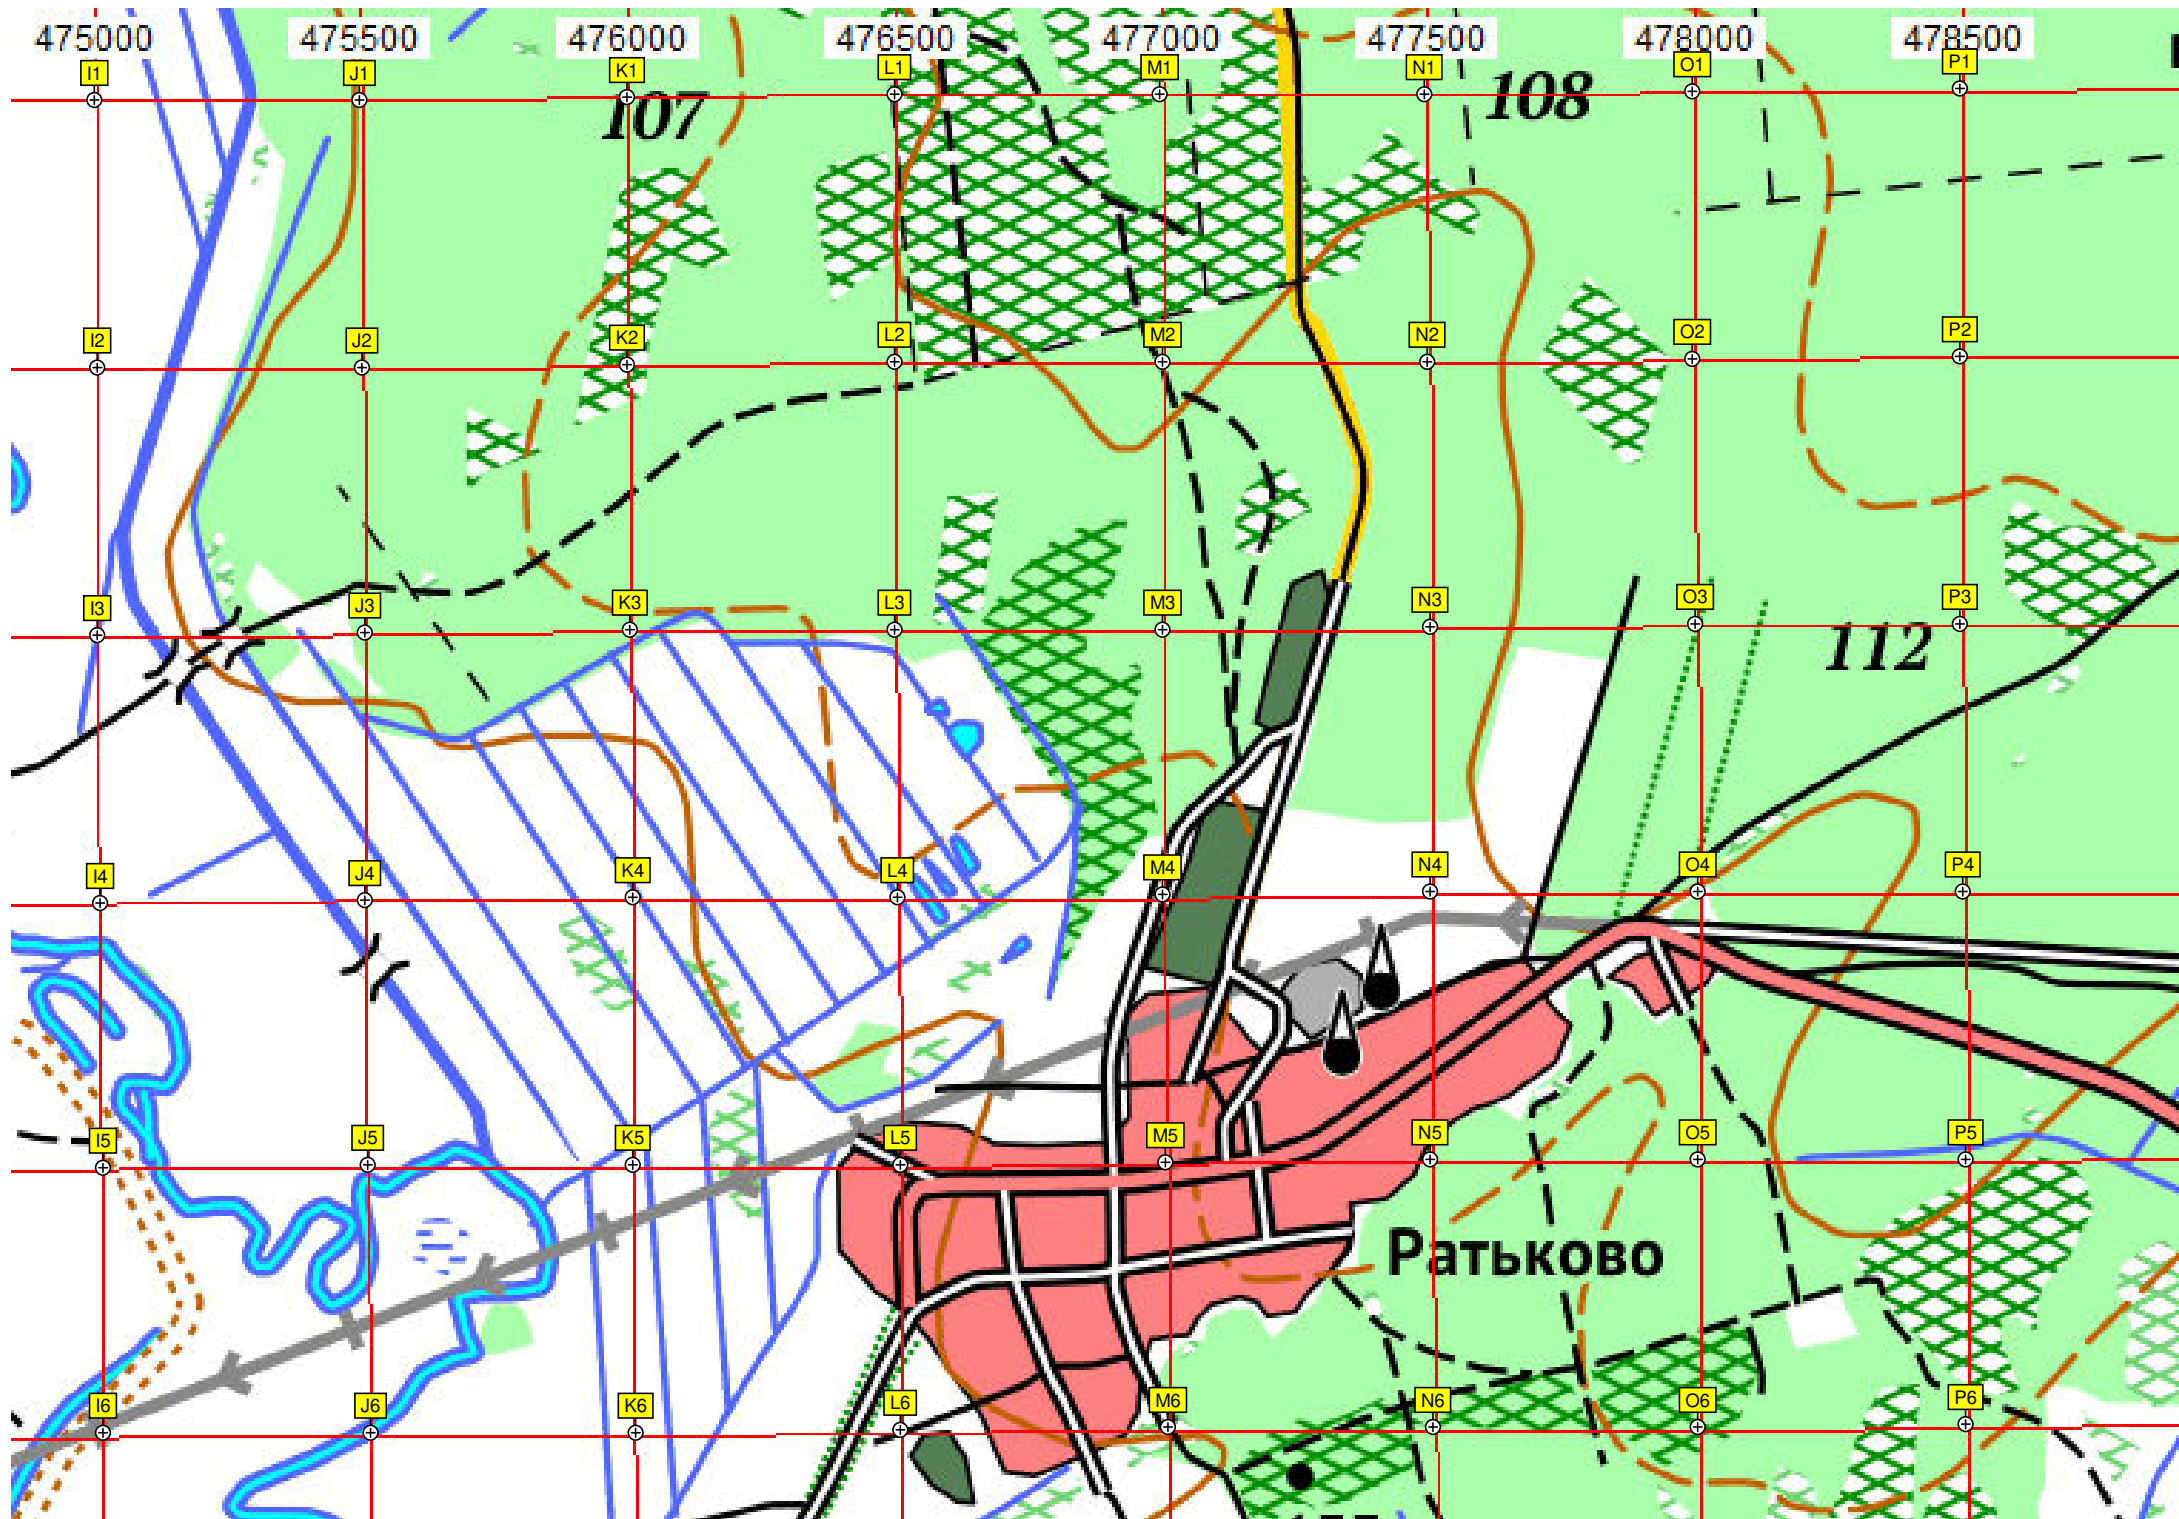 475000 475500 476000 476500 477000 477500 478000 478500
I1 J1 K1 L1 M1 N1 O1 P1
107 108
I2 J2 K2 L2 M2 N2 O2 P2
I3 J3 K3 L3 M3 N3 O3 P3
112
I4 J4 K4 L4 M4 N4 O4 P4
I5 J5 K5 L5 M5 N5 O5 P5
Ратьково
I6 J6 K6 L6 M6 N6 O6 P6